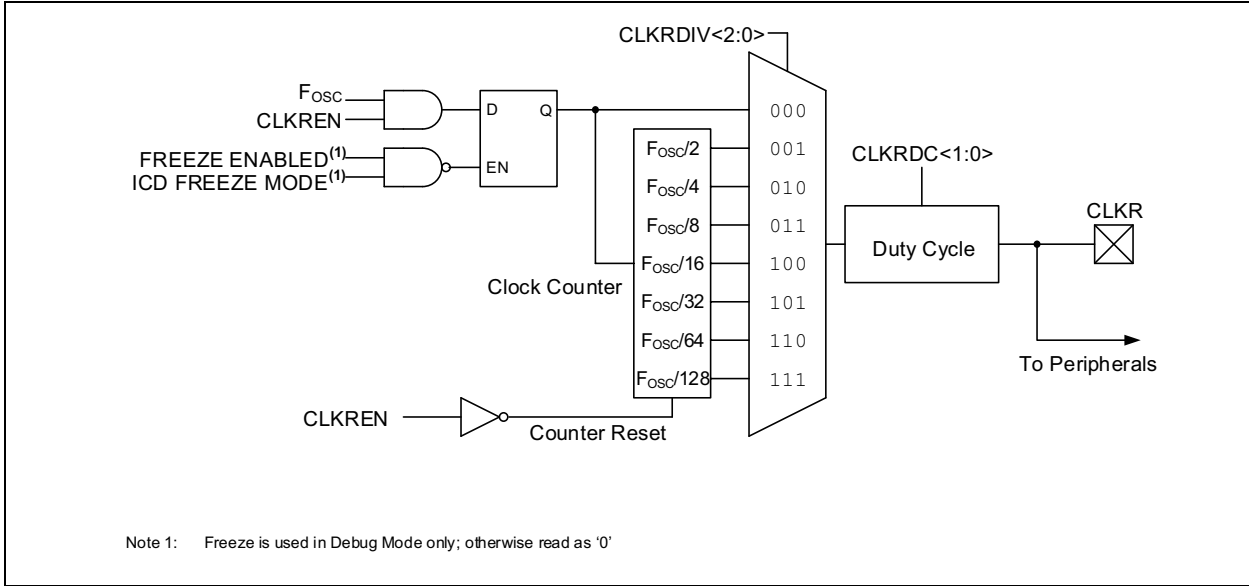 CLKRDIV<2:0>
FOSC
CLKREN
FREEZE ENABLED(1)
ICD FREEZE MODE(1)
D
Q
EN
Clock Counter
FOSC/2
FOSC/4
FOSC/8
FOSC/16
FOSC/32
FOSC/64
FOSC/128
000
001
010
011
100
101
110
111
CLKRDC<1:0>
Duty Cycle
CLKR
To Peripherals
CLKREN
Counter Reset
Note 1: Freeze is used in Debug Mode only; otherwise read as ‘0’